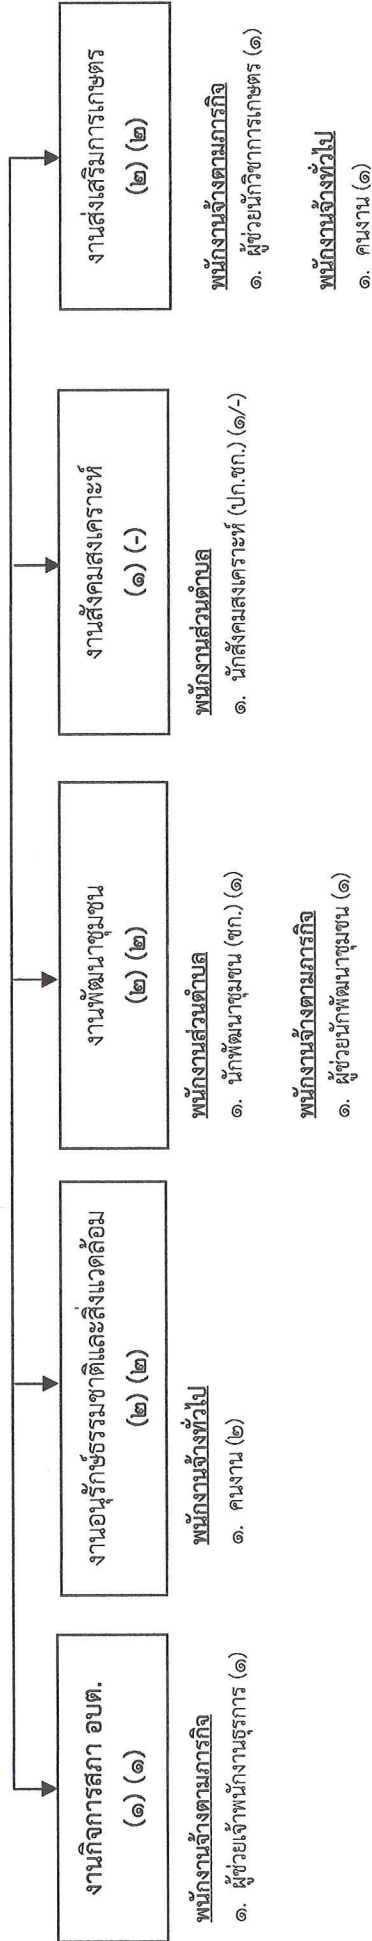 งานกิจการสภา อบต.
(๑) (๑)
พนักงานจ้างตามภารกิจ
๑. ผู้ช่วยเจ้าพนักงานธุรการ (๑)
งานอนุรักษ์ธรรมชาติและสิ่งแวดล้อม
(๒) (๒)
พนักงานจ้างทั่วไป
๑. คนงาน (๒)
งานพัฒนาชุมชน
(๒) (๒)
พนักงานส่วนตำบล
๑. นักพัฒนาชุมชน (ชก.) (๑)
พนักงานจ้างตามภารกิจ
๑. ผู้ช่วยนักพัฒนาชุมชน (๑)
งานสังคมสงเคราะห์
(๑) (-)
พนักงานส่วนตำบล
๑. นักสังคมสงเคราะห์ (ปก.ชก.) (๑/-)
งานส่งเสริมการเกษตร
(๒) (๒)
พนักงานจ้างตามภารกิจ
๑. ผู้ช่วยนักวิชาการเกษตร (๑)
พนักงานจ้างทั่วไป
๑. คนงาน (๑)